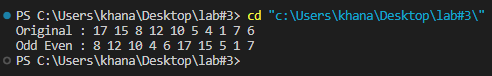 PS C:\Users\khana\Desktop\lab#3> cd "c:\Users\khana\Desktop\lab#3\"
Original : 17 15 8 12 10 5 4 1 7 6
Odd Even : 8 12 10 4 6 17 15 5 1 7
PS C:\Users\khana\Desktop\lab#3>